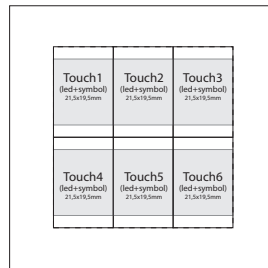 Touch1 Touch2 Touch3
(led+symbol) (led+symbol) (led+symbol)
21,5x19,5mm 21,5x19,5mm 21,5x19,5mm
Touch4 Touch5 Touch6
(led+symbol) (led+symbol) (led+symbol)
21,5x19,5mm 21,5x19,5mm 21,5x19,5mm